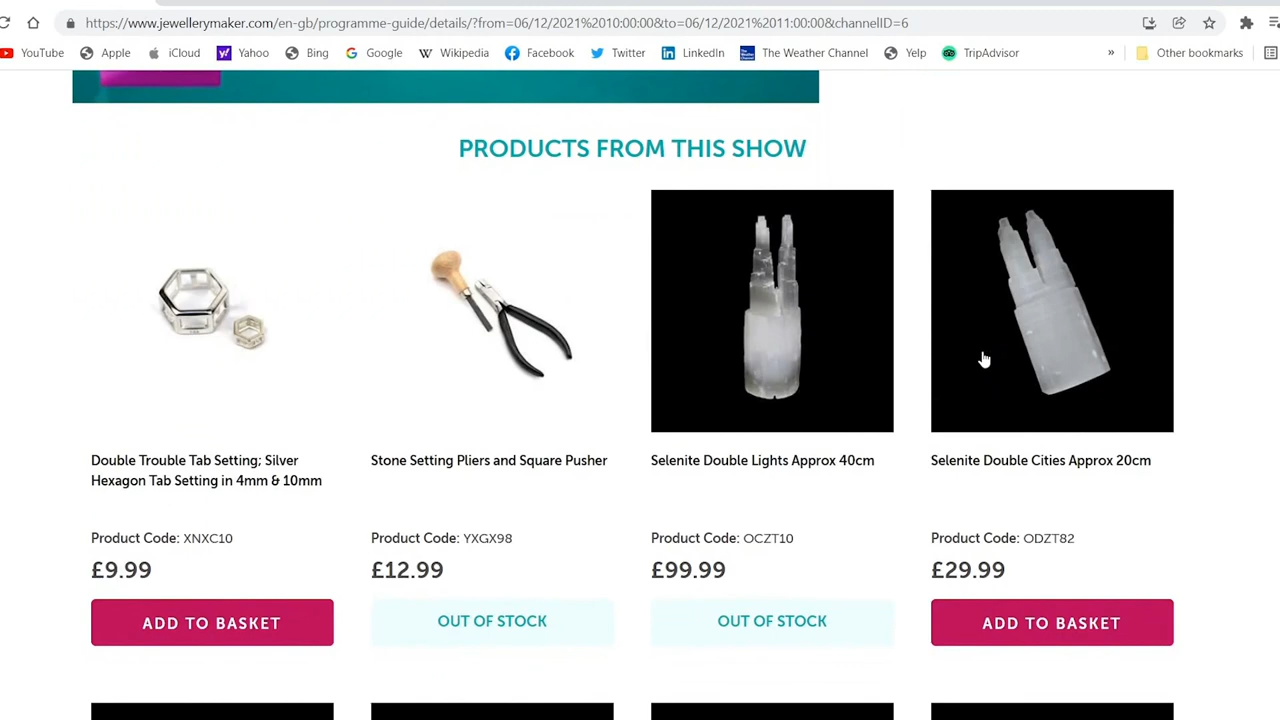 https://www.jewellerymaker.com/en-gb/programme-guide/details/?from=06/12/2021%2010:00:00&to=06/12/2021%2011:00:00&channelID=6
YouTube Apple iCloud Yahoo Bing Google Wikipedia Facebook Twitter LinkedIn The Weather Channel Yelp TripAdvisor » Other bookmarks
PRODUCTS FROM THIS SHOW
Double Trouble Tab Setting; Silver
Hexagon Tab Setting in 4mm & 10mm
Product Code: XNXC10
£9.99
ADD TO BASKET
Stone Setting Pliers and Square Pusher
Product Code: YXGX98
£12.99
OUT OF STOCK
Selenite Double Lights Approx 40cm
Product Code: OCZT10
£99.99
OUT OF STOCK
Selenite Double Cities Approx 20cm
Product Code: ODZT82
£29.99
ADD TO BASKET